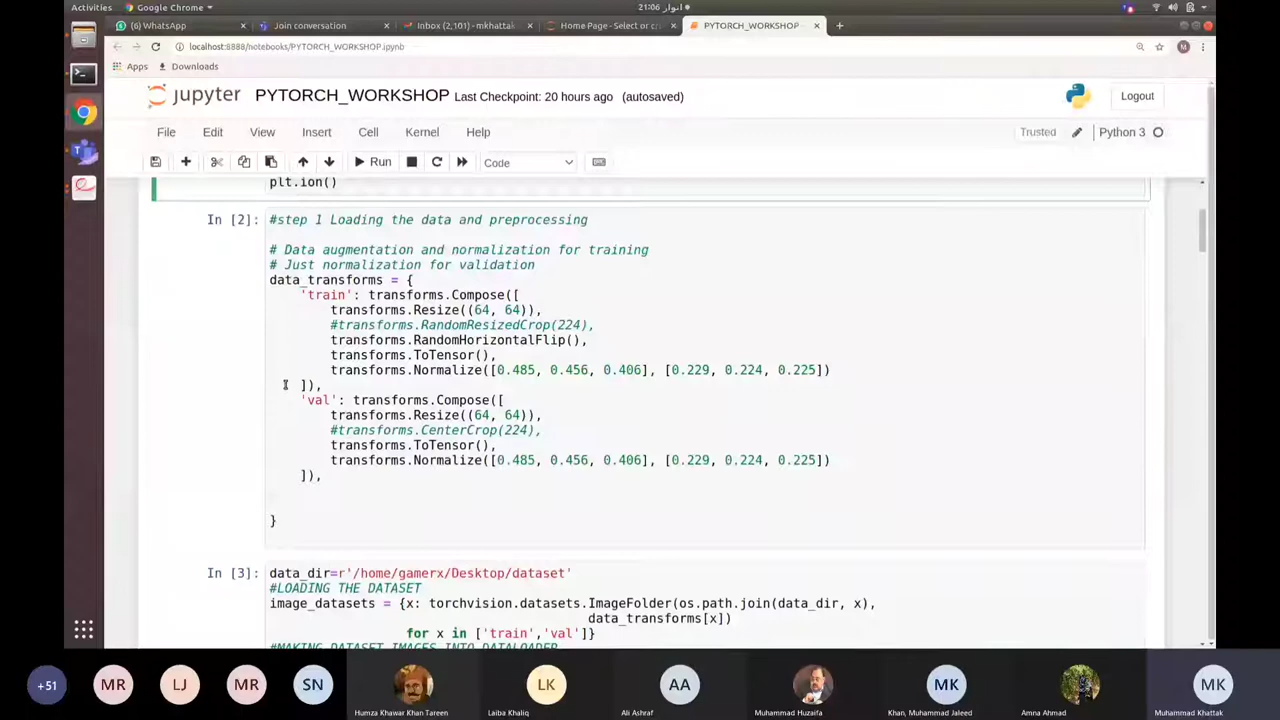 Activities
Google Chrome
21:06 اتوار
(6) WhatsApp
Join conversation
Inbox (2,101) - mkhattak
Home Page - Select or cr
PYTORCH_WORKSHOP
localhost:8888/notebooks/PYTORCH_WORKSHOP.ipynb
Apps
Downloads
jupyter PYTORCH_WORKSHOP Last Checkpoint: 20 hours ago (autosaved)
Logout
File Edit View Insert Cell Kernel Help
Trusted
Python 3
Run
Code
plt.ion()
In [2]: #step 1 Loading the data and preprocessing
# Data augmentation and normalization for training
# Just normalization for validation
data_transforms = {
'train': transforms.Compose([
transforms.Resize((64, 64)),
#transforms.RandomResizedCrop(224),
transforms.RandomHorizontalFlip(),
transforms.ToTensor(),
transforms.Normalize([0.485, 0.456, 0.406], [0.229, 0.224, 0.225])
]),
'val': transforms.Compose([
transforms.Resize((64, 64)),
#transforms.CenterCrop(224),
transforms.ToTensor(),
transforms.Normalize([0.485, 0.456, 0.406], [0.229, 0.224, 0.225])
]),
}
In [3]: data_dir=r'/home/gamerx/Desktop/dataset'
#LOADING THE DATASET
image_datasets = {x: torchvision.datasets.ImageFolder(os.path.join(data_dir, x),
data_transforms[x])
for x in ['train','val']}
#MAKING DATASET IMAGES INTO DATALOADER
+51
MR
LJ
MR
SN
LK
AA
MK
MK
Humza Khawar Khan Tareen
Laiba Khaliq
Ali Ashraf
Muhammad Huzaifa
Khan, Muhammad Jaleed
Amna Ahmad
Muhammad Khattak